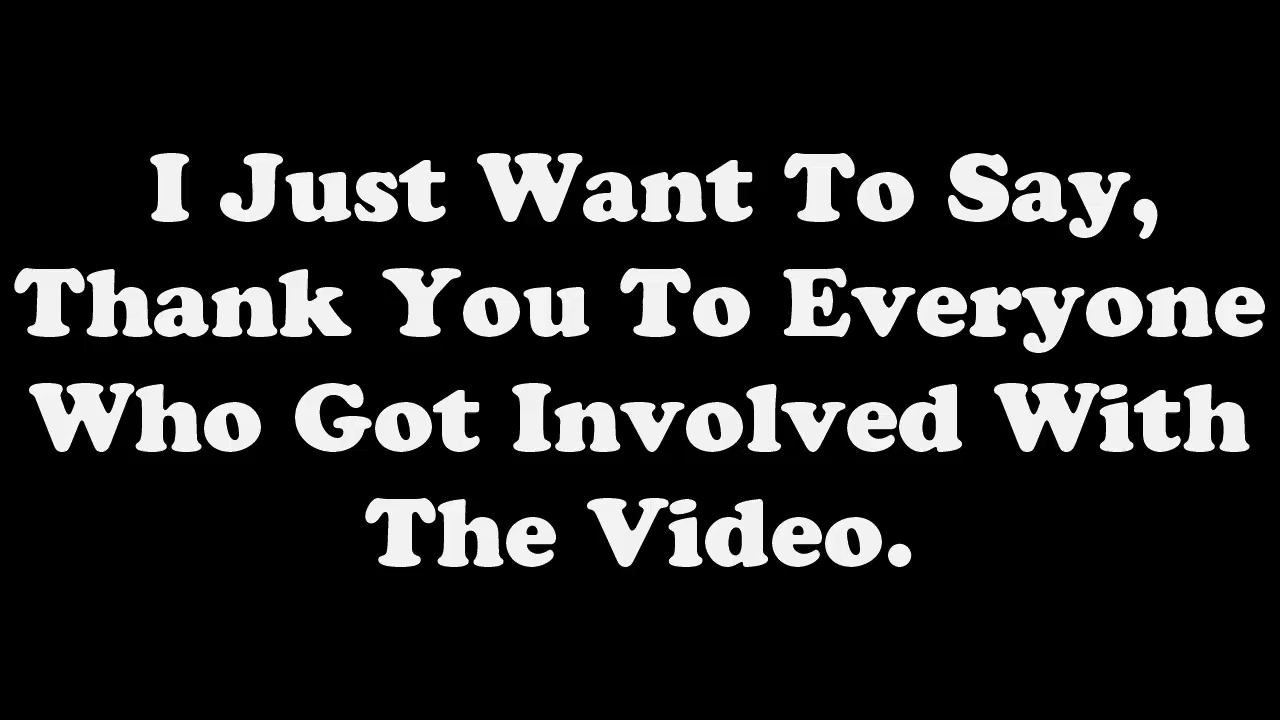 I Just Want To Say,
Thank You To Everyone
Who Got Involved With
The Video.